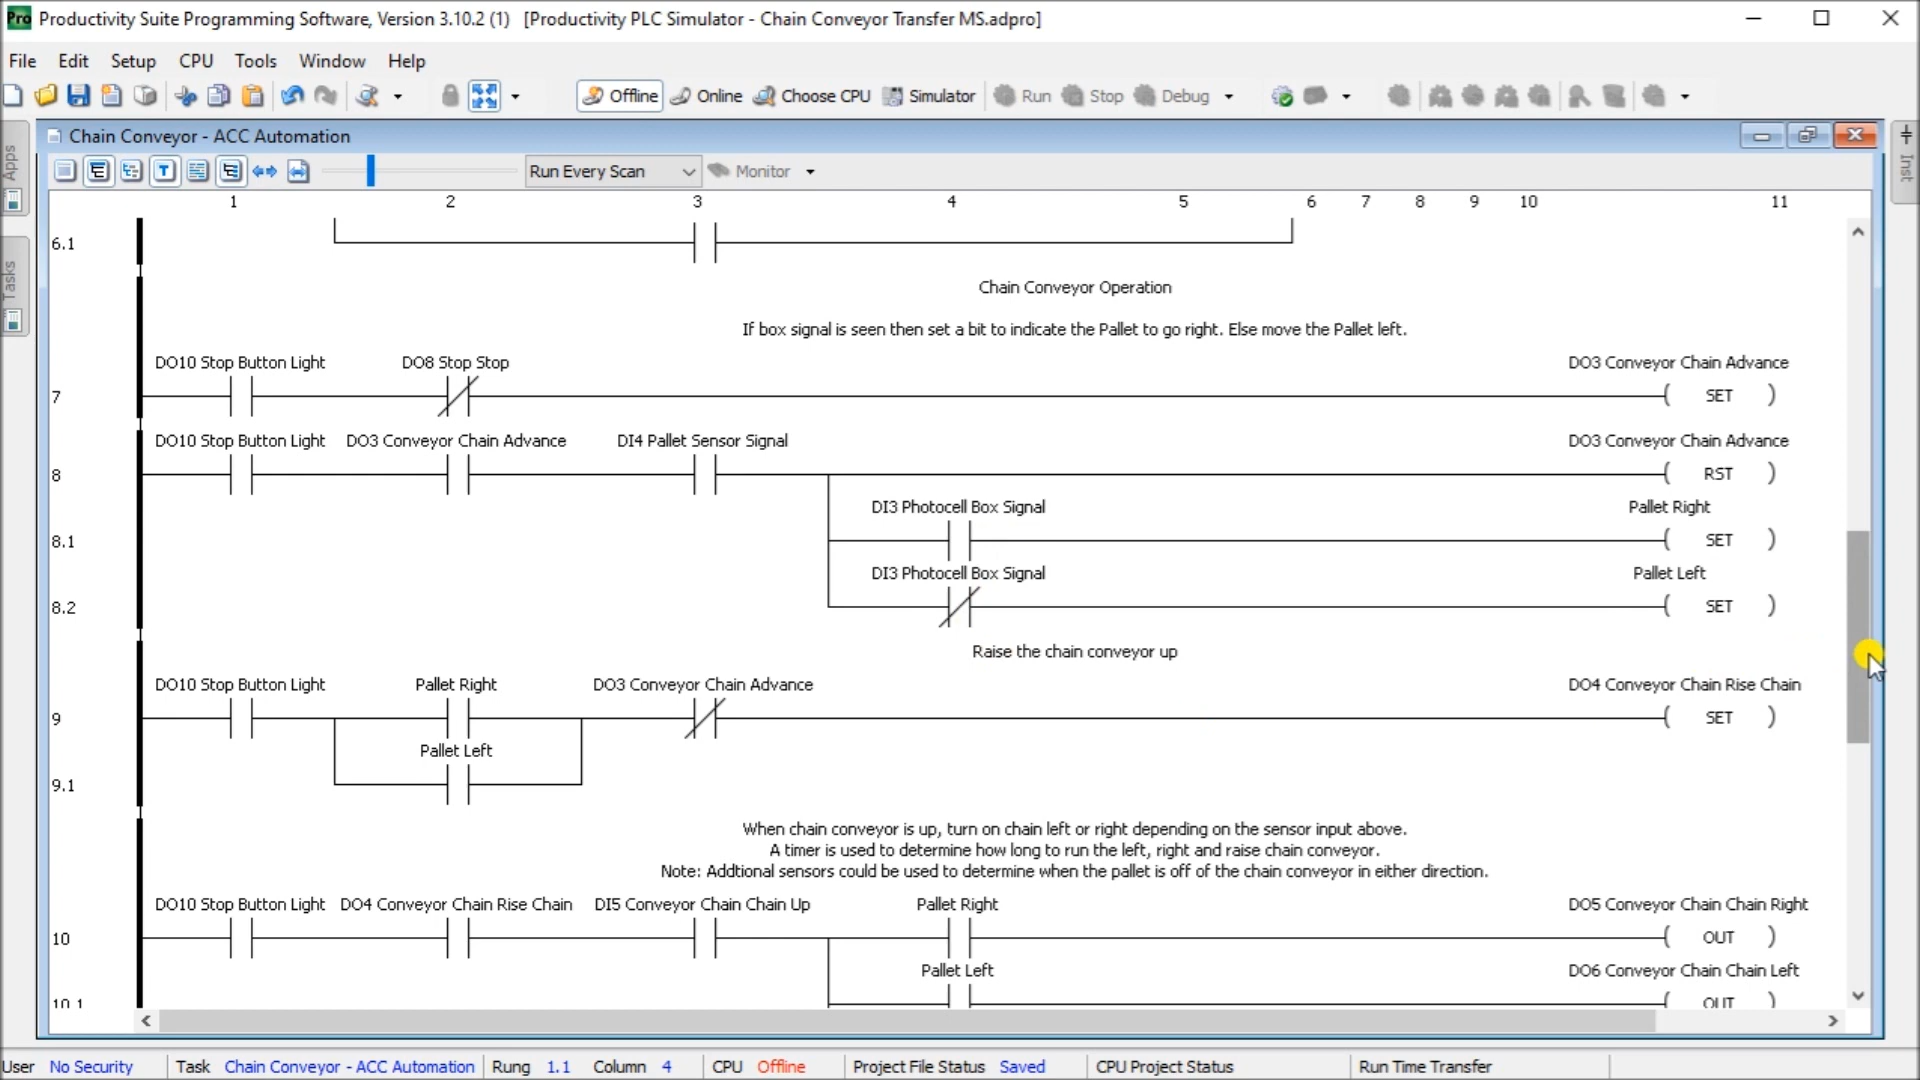 Pro Productivity Suite Programming Software, Version 3.10.2 (1) [Productivity PLC Simulator - Chain Conveyor Transfer MS.adpro]
File Edit Setup CPU Tools Window Help
Offline Online Choose CPU Simulator Run Stop Debug
Apps
Tasks
Inst
Chain Conveyor - ACC Automation
T Run Every Scan Monitor
1 2 3 4 5 6 7 8 9 10 11
6.1
Chain Conveyor Operation
If box signal is seen then set a bit to indicate the Pallet to go right. Else move the Pallet left.
DO10 Stop Button Light DO8 Stop Stop DO3 Conveyor Chain Advance
7 SET
DO10 Stop Button Light DO3 Conveyor Chain Advance DI4 Pallet Sensor Signal DO3 Conveyor Chain Advance
8 RST
DI3 Photocell Box Signal Pallet Right
8.1 SET
DI3 Photocell Box Signal Pallet Left
8.2 SET
Raise the chain conveyor up
DO10 Stop Button Light Pallet Right DO3 Conveyor Chain Advance DO4 Conveyor Chain Rise Chain
9 SET
Pallet Left
9.1
When chain conveyor is up, turn on chain left or right depending on the sensor input above.
A timer is used to determine how long to run the left, right and raise chain conveyor.
Note: Addtional sensors could be used to determine when the pallet is off of the chain conveyor in either direction.
DO10 Stop Button Light DO4 Conveyor Chain Rise Chain DI5 Conveyor Chain Chain Up Pallet Right DO5 Conveyor Chain Chain Right
10 OUT
Pallet Left DO6 Conveyor Chain Chain Left
10.1 OUT
User No Security Task Chain Conveyor - ACC Automation Rung 1.1 Column 4 CPU Offline Project File Status Saved CPU Project Status Run Time Transfer